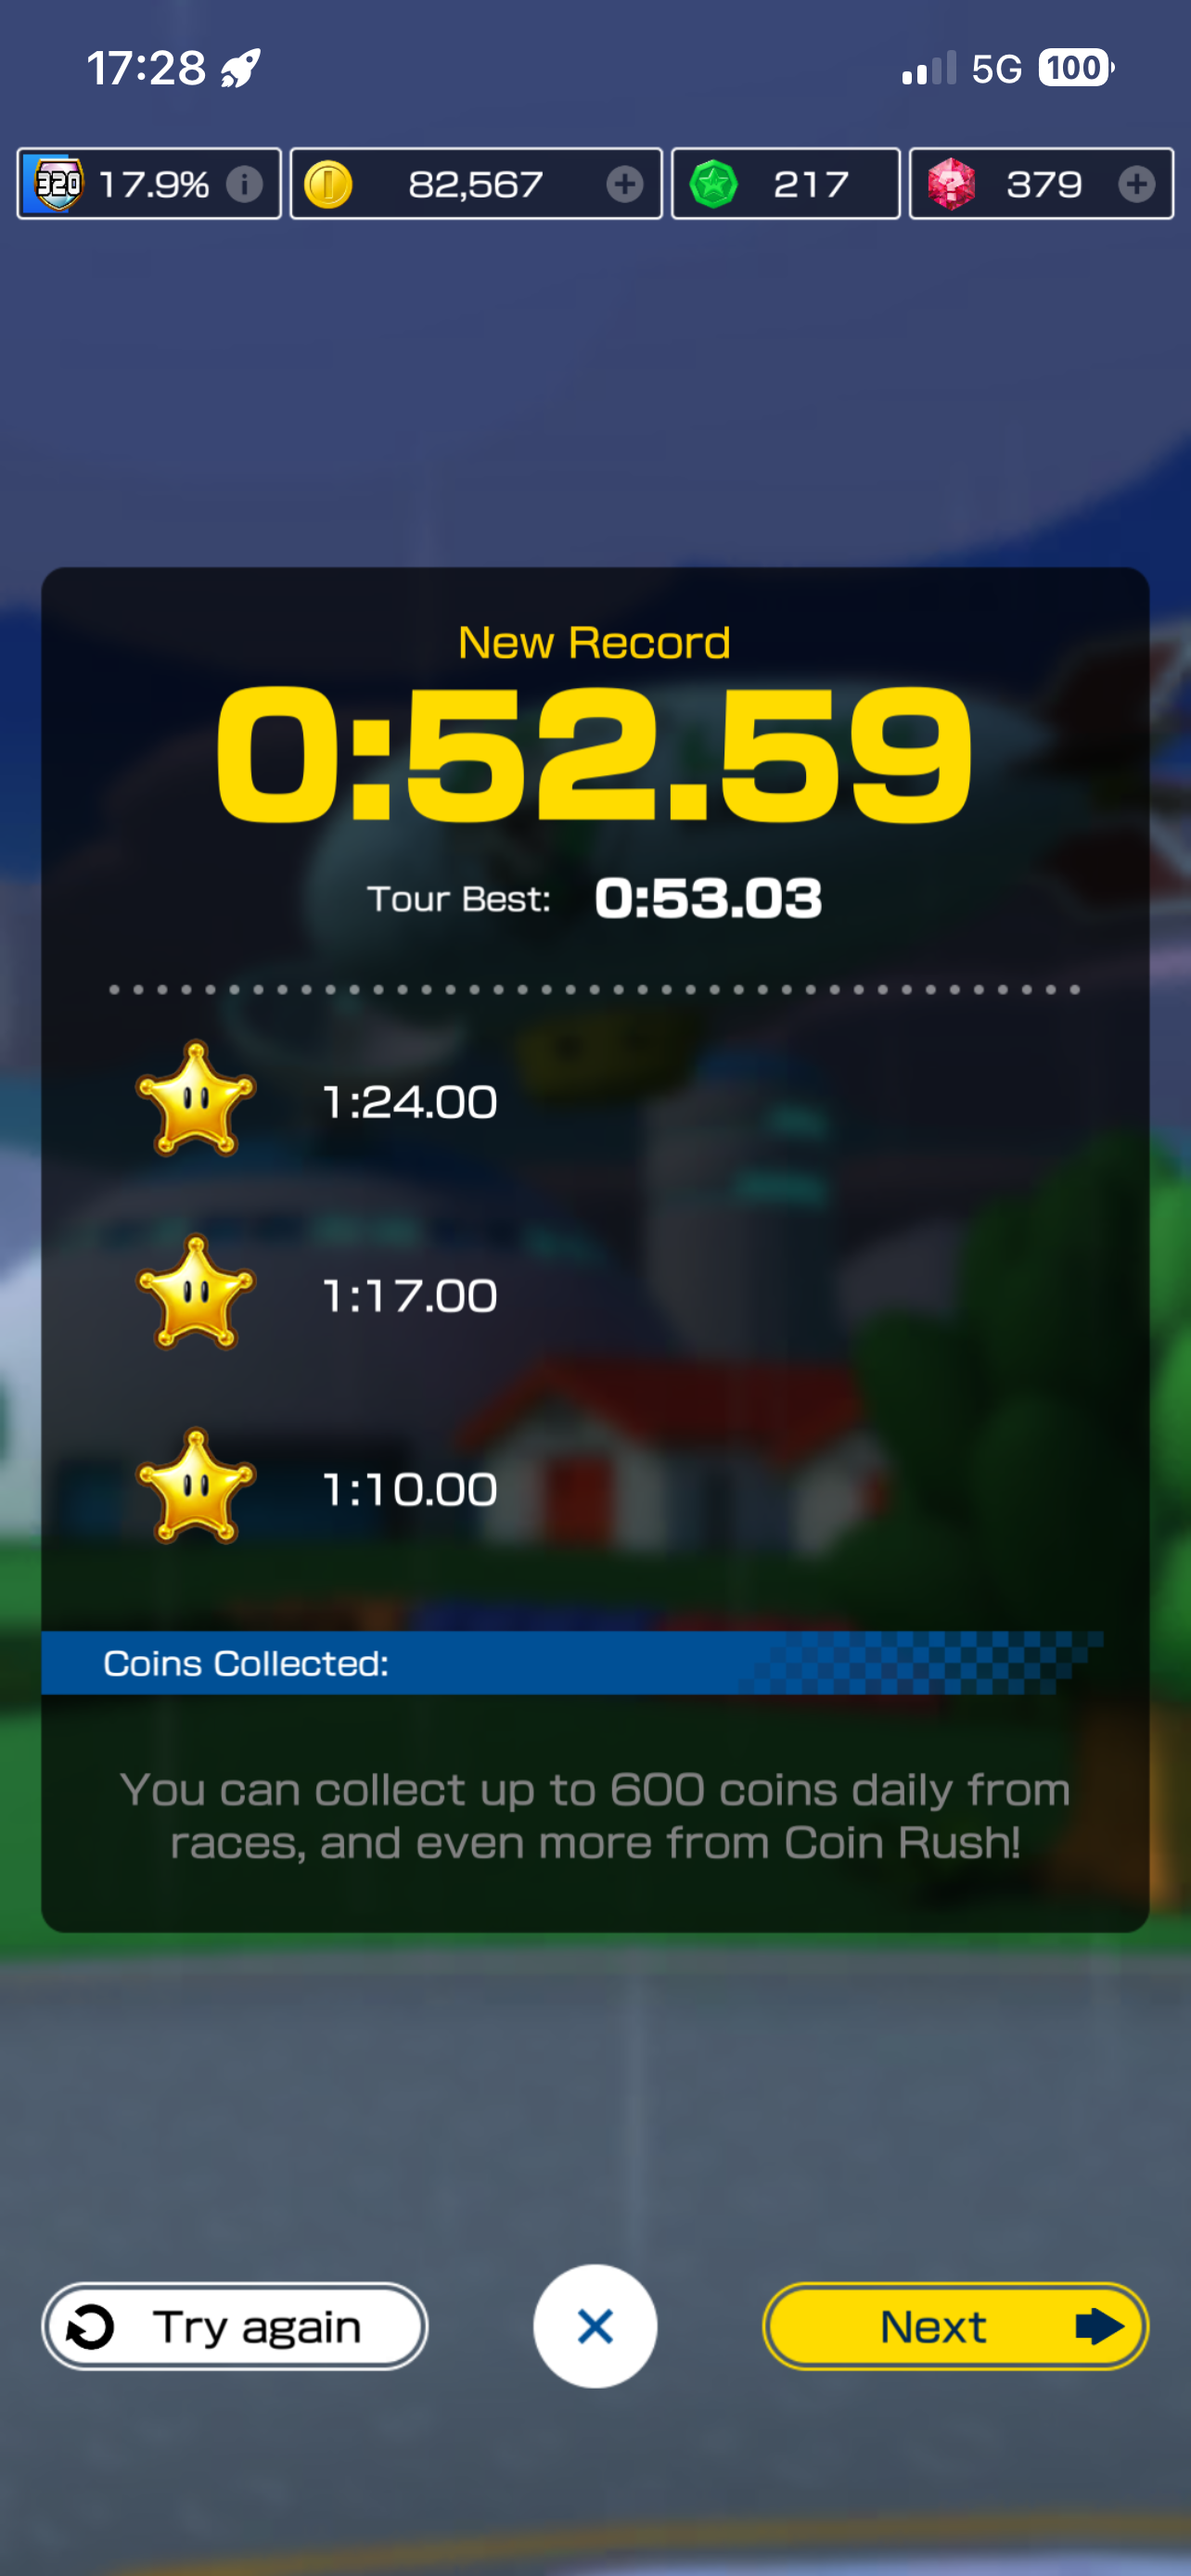 17:28 5G 100
320 17.9% i 82,567 + 217 ? 379 +
New Record
0:52.59
Tour Best: 0:53.03
1:24.00
1:17.00
1:10.00
Coins Collected:
You can collect up to 600 coins daily from
races, and even more from Coin Rush!
Try again × Next